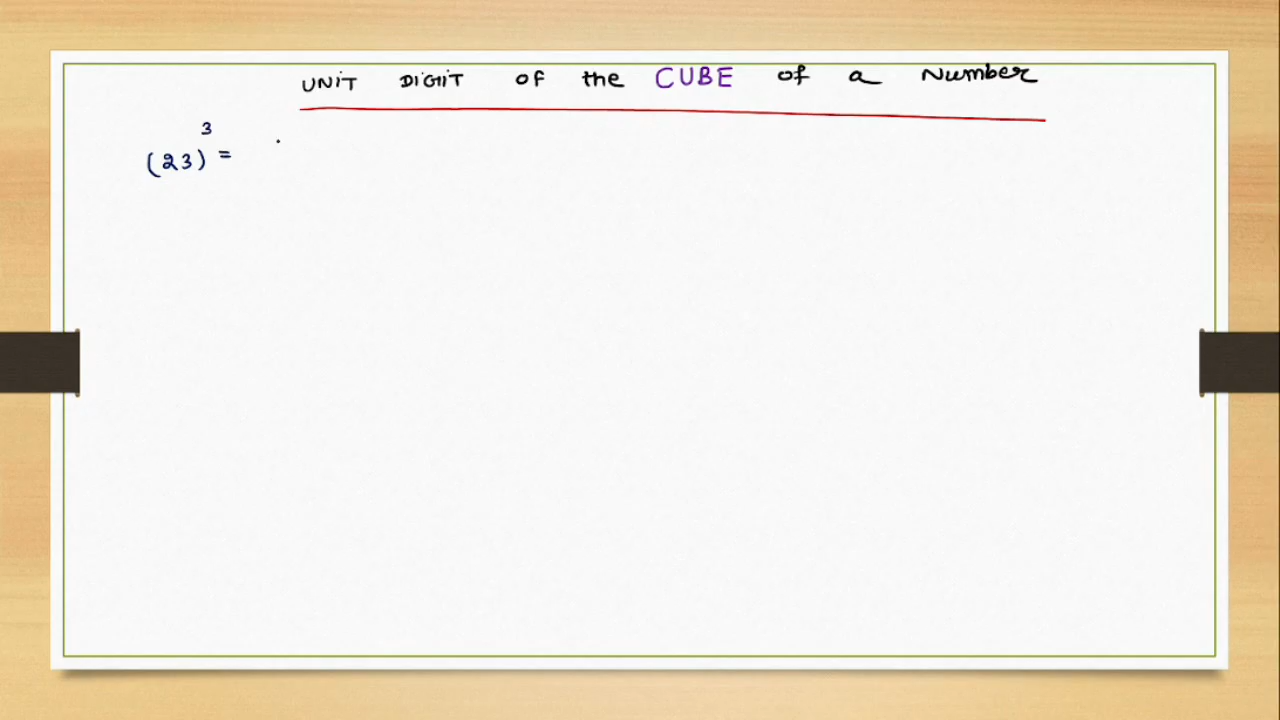 UNIT DIGIT of the CUBE of a Number
(23)³ =